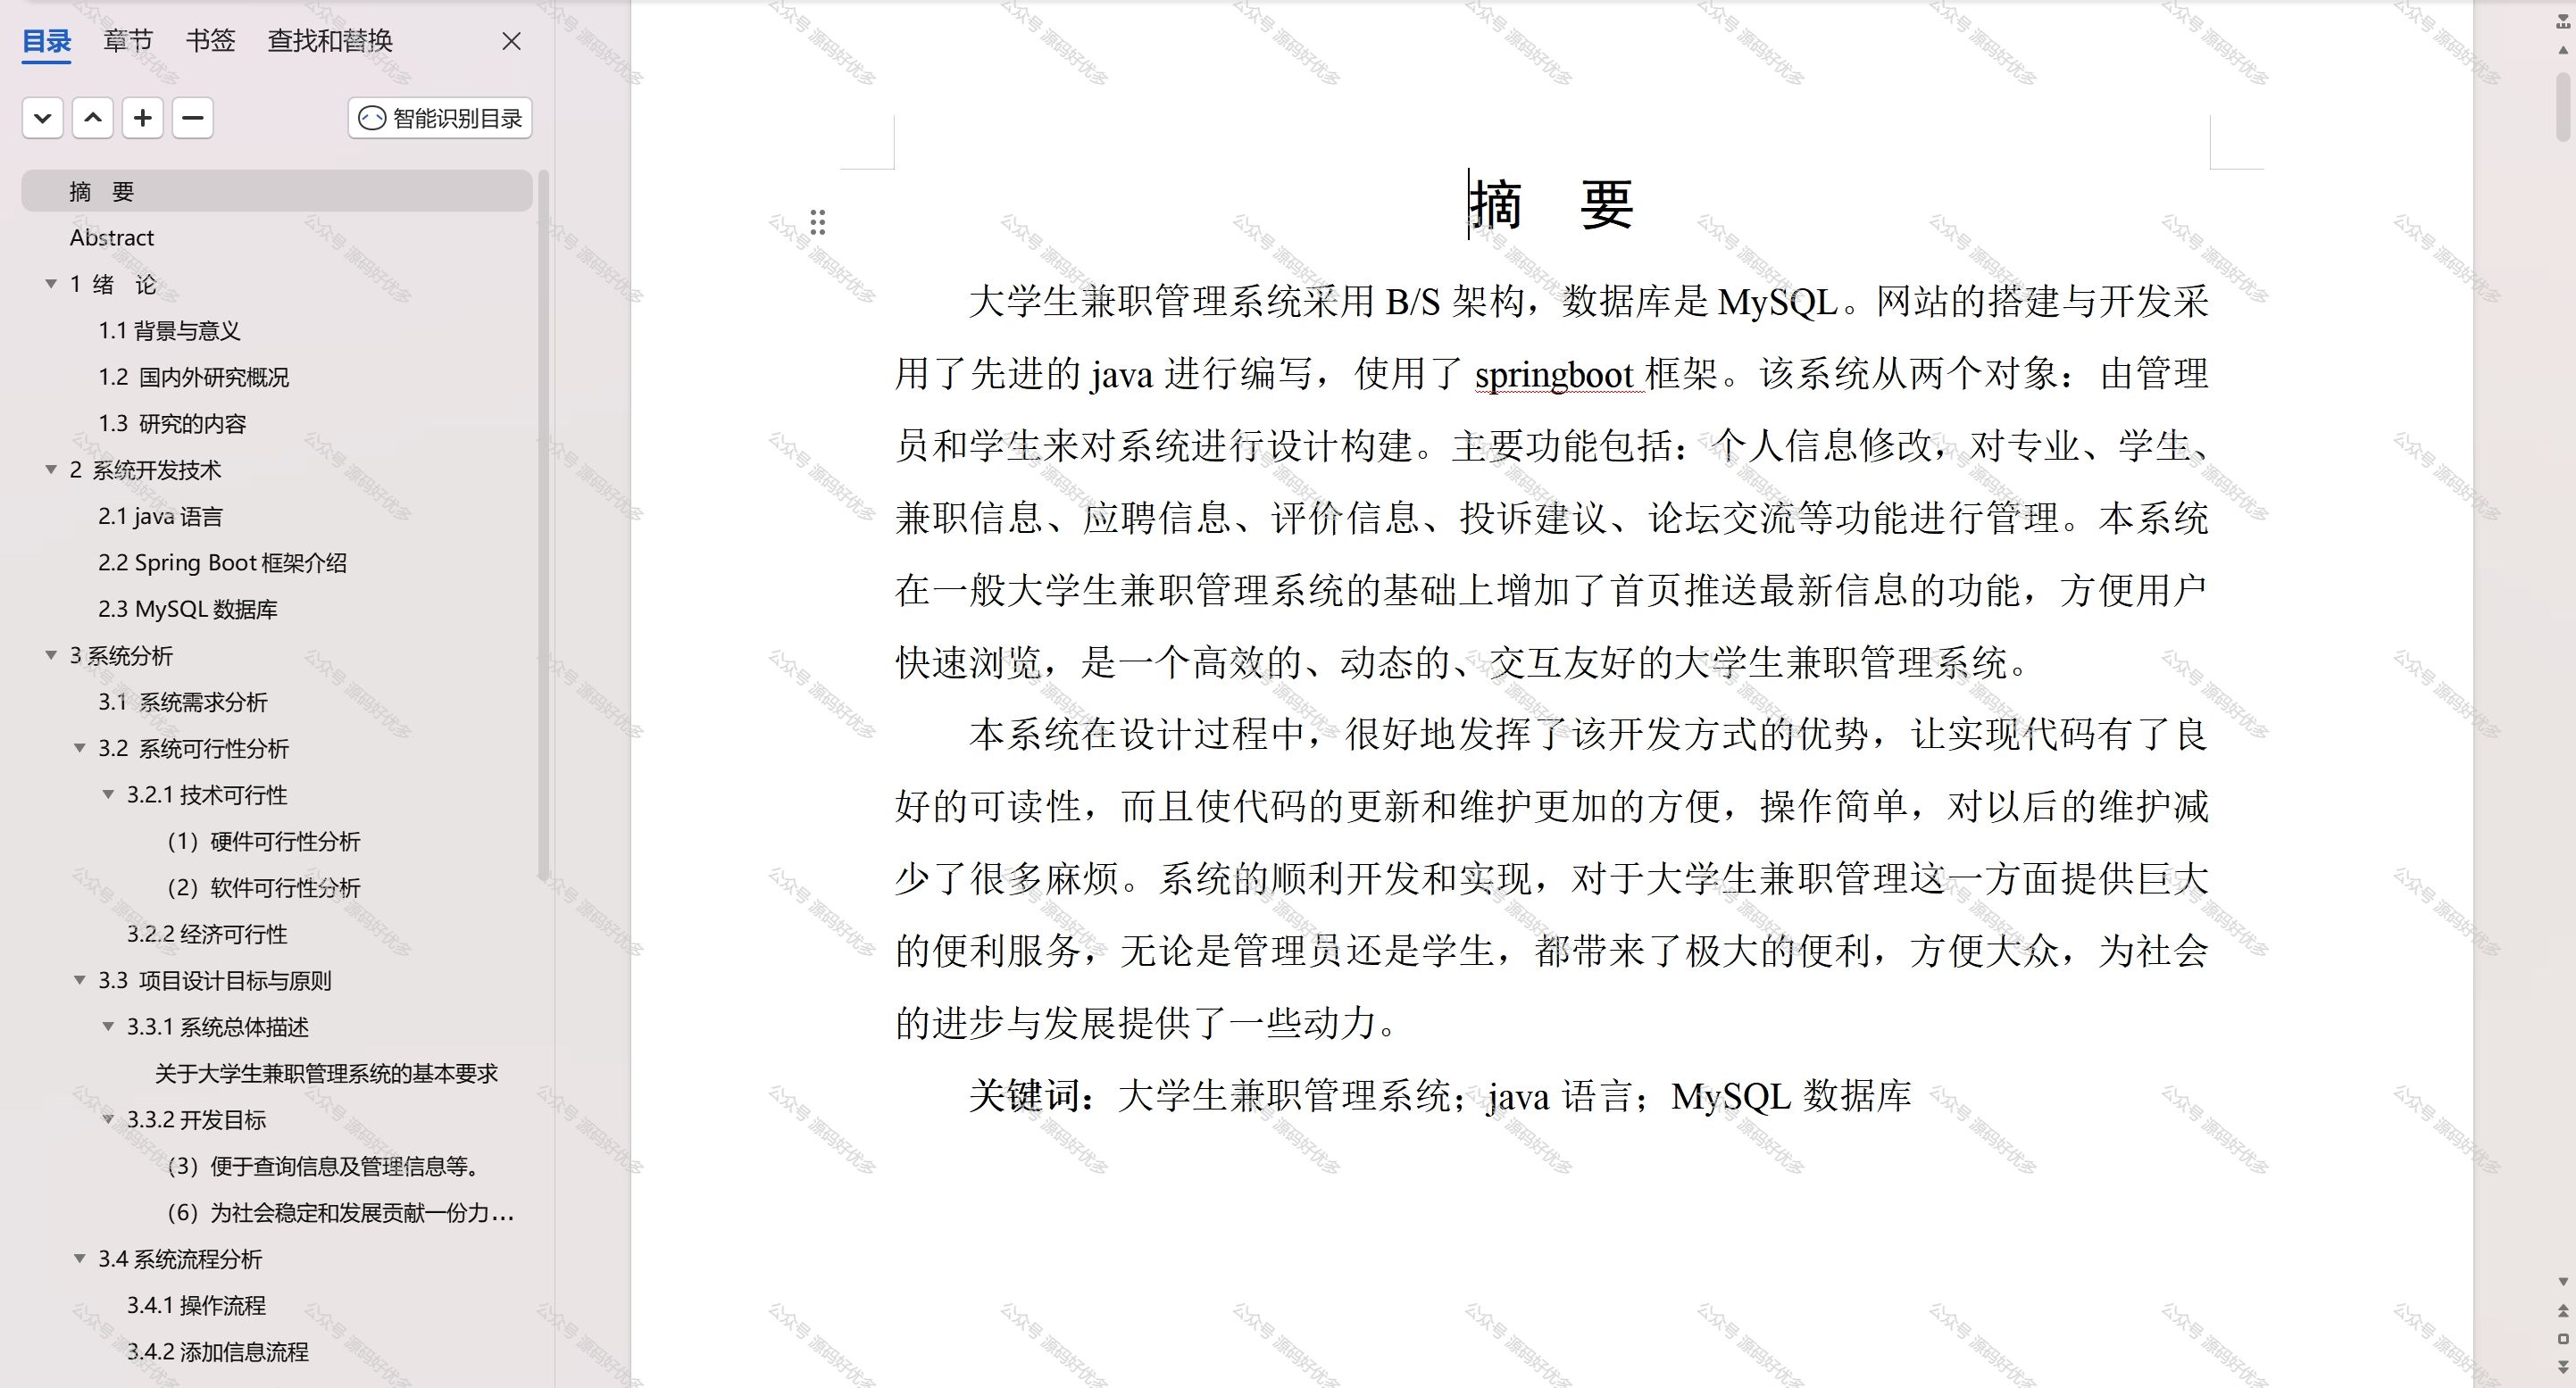 目录 章节 书签 查找和替换
智能识别目录
摘 要
Abstract
1 绪 论
1.1 背景与意义
1.2 国内外研究概况
1.3 研究的内容
2 系统开发技术
2.1 java 语言
2.2 Spring Boot 框架介绍
2.3 MySQL 数据库
3 系统分析
3.1 系统需求分析
3.2 系统可行性分析
3.2.1 技术可行性
（1）硬件可行性分析
（2）软件可行性分析
3.2.2 经济可行性
3.3 项目设计目标与原则
3.3.1 系统总体描述
关于大学生兼职管理系统的基本要求
3.3.2 开发目标
（3）便于查询信息及管理信息等。
（6）为社会稳定和发展贡献一份力...
3.4 系统流程分析
3.4.1 操作流程
3.4.2 添加信息流程
摘 要
大学生兼职管理系统采用 B/S 架构，数据库是 MySQL。网站的搭建与开发采
用了先进的 java 进行编写，使用了 springboot 框架。该系统从两个对象：由管理
员和学生来对系统进行设计构建。主要功能包括：个人信息修改，对专业、学生、
兼职信息、应聘信息、评价信息、投诉建议、论坛交流等功能进行管理。本系统
在一般大学生兼职管理系统的基础上增加了首页推送最新信息的功能，方便用户
快速浏览，是一个高效的、动态的、交互友好的大学生兼职管理系统。
本系统在设计过程中，很好地发挥了该开发方式的优势，让实现代码有了良
好的可读性，而且使代码的更新和维护更加的方便，操作简单，对以后的维护减
少了很多麻烦。系统的顺利开发和实现，对于大学生兼职管理这一方面提供巨大
的便利服务，无论是管理员还是学生，都带来了极大的便利，方便大众，为社会
的进步与发展提供了一些动力。
关键词：大学生兼职管理系统；java 语言；MySQL 数据库
公众号 源码好优多